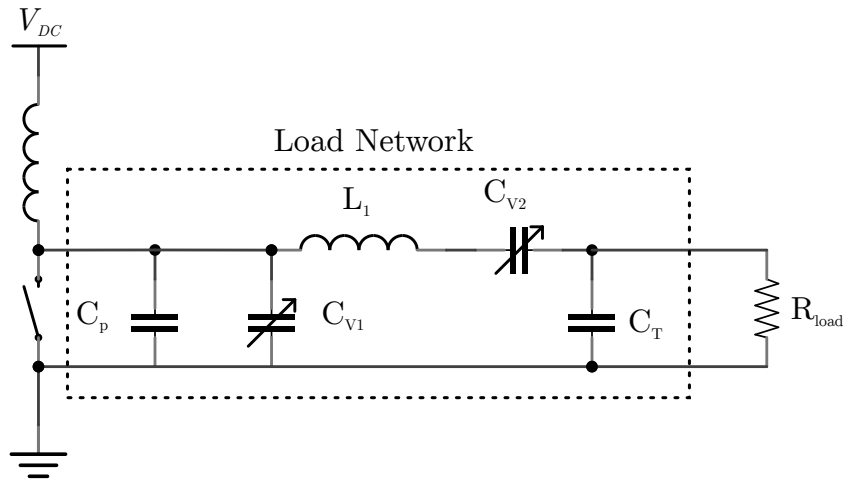 V_DC
Load Network
L_1
C_V2
C_p
C_V1
C_T
R_load